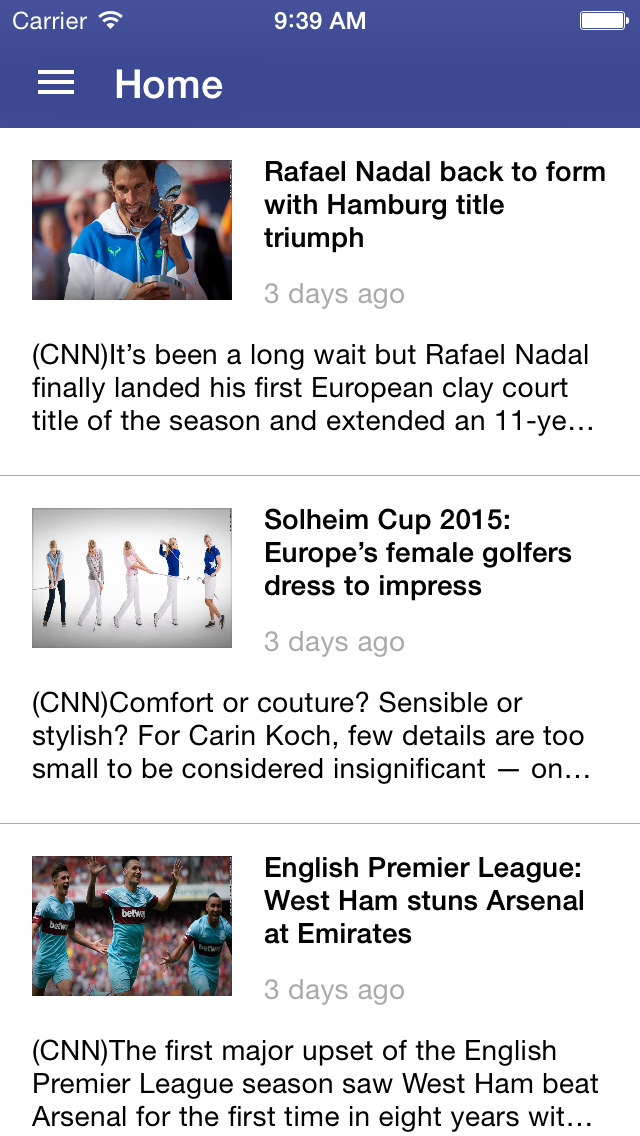 Carrier
9:39 AM
Home
Rafael Nadal back to form
with Hamburg title
triumph
3 days ago
(CNN)It’s been a long wait but Rafael Nadal
finally landed his first European clay court
title of the season and extended an 11-ye…
Solheim Cup 2015:
Europe’s female golfers
dress to impress
3 days ago
(CNN)Comfort or couture? Sensible or
stylish? For Carin Koch, few details are too
small to be considered insignificant — on…
English Premier League:
West Ham stuns Arsenal
at Emirates
3 days ago
betway
betway
betway
(CNN)The first major upset of the English
Premier League season saw West Ham beat
Arsenal for the first time in eight years wit…